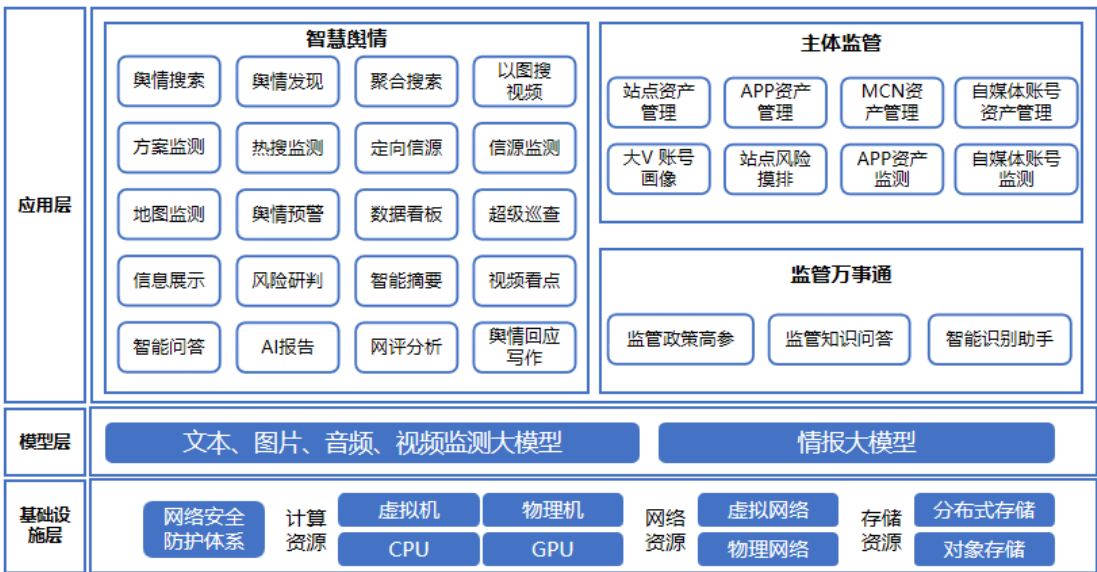 应用层
智慧舆情
舆情搜索
舆情发现
聚合搜索
以图搜
视频
方案监测
热搜监测
定向信源
信源监测
地图监测
舆情预警
数据看板
超级巡查
信息展示
风险研判
智能摘要
视频看点
智能问答
AI报告
网评分析
舆情回应
写作
主体监管
站点资产
管理
APP资产
管理
MCN资
产管理
自媒体账号
资产管理
大V 账号
画像
站点风险
摸排
APP资产
监测
自媒体账号
监测
监管万事通
监管政策高参
监管知识问答
智能识别助手
模型层
文本、图片、音频、视频监测大模型
情报大模型
基础设
施层
网络安全
防护体系
计算
资源
虚拟机
物理机
CPU
GPU
网络
资源
虚拟网络
物理网络
存储
资源
分布式存储
对象存储